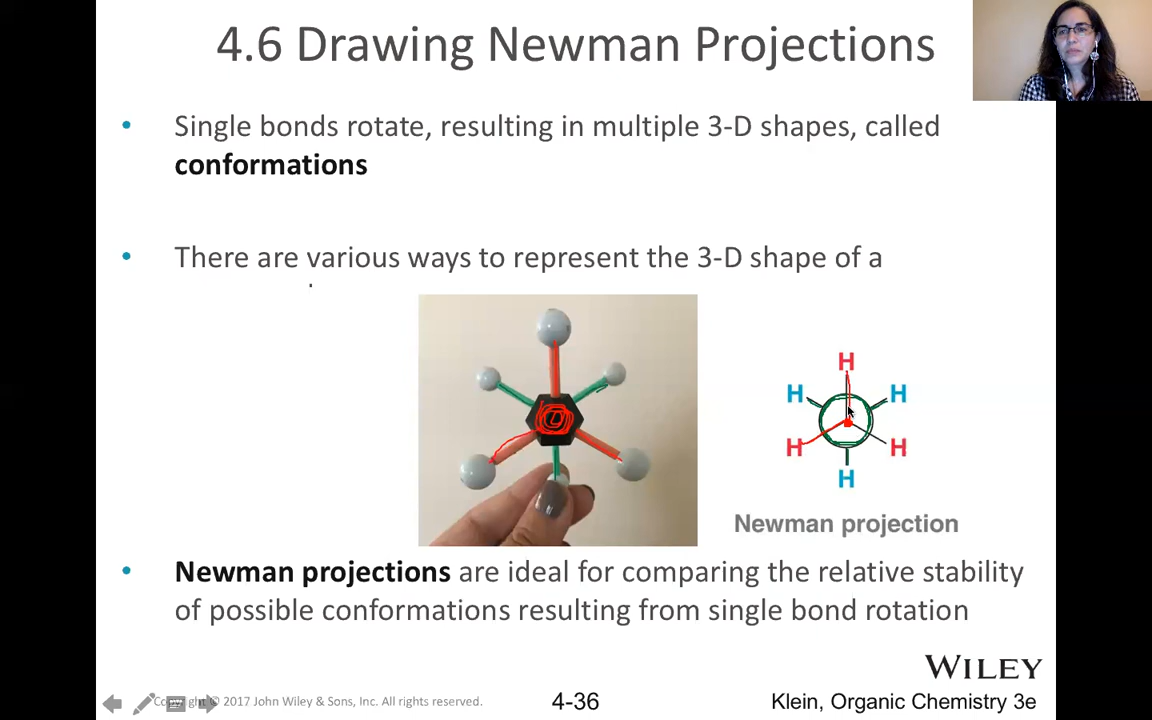 4.6 Drawing Newman Projections
• Single bonds rotate, resulting in multiple 3-D shapes, called
conformations
• There are various ways to represent the 3-D shape of a
H
H H
H H
H
Newman projection
• Newman projections are ideal for comparing the relative stability
of possible conformations resulting from single bond rotation
WILEY
Copyright © 2017 John Wiley & Sons, Inc. All rights reserved.
4-36
Klein, Organic Chemistry 3e